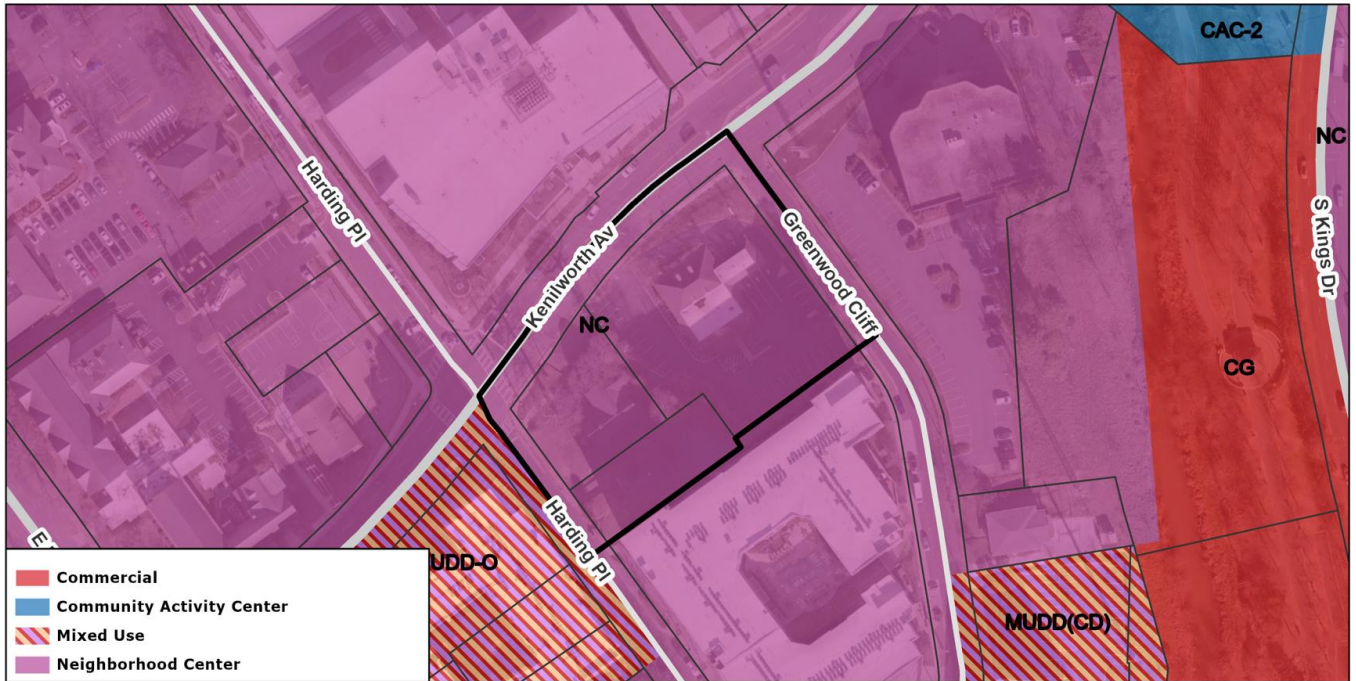 CAC-2
NC
Harding Pl
S Kings Dr
Greenwood Cliff
Kenilworth Av
NC
CG
Harding Pl
E
UDD-O
MUDD(CD)
Commercial
Community Activity Center
Mixed Use
Neighborhood Center